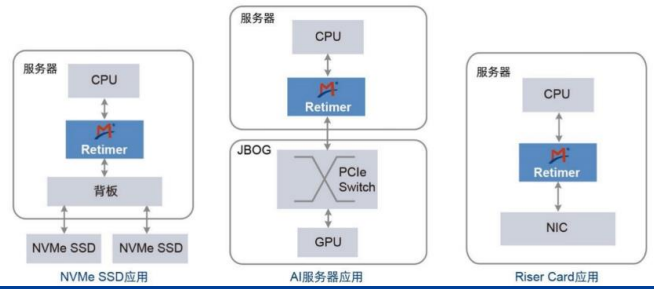 服务器
CPU
Retimer
背板
NVMe SSD
NVMe SSD
NVMe SSD应用
服务器
CPU
Retimer
JBOG
PCIe
Switch
GPU
AI服务器应用
服务器
CPU
Retimer
NIC
Riser Card应用